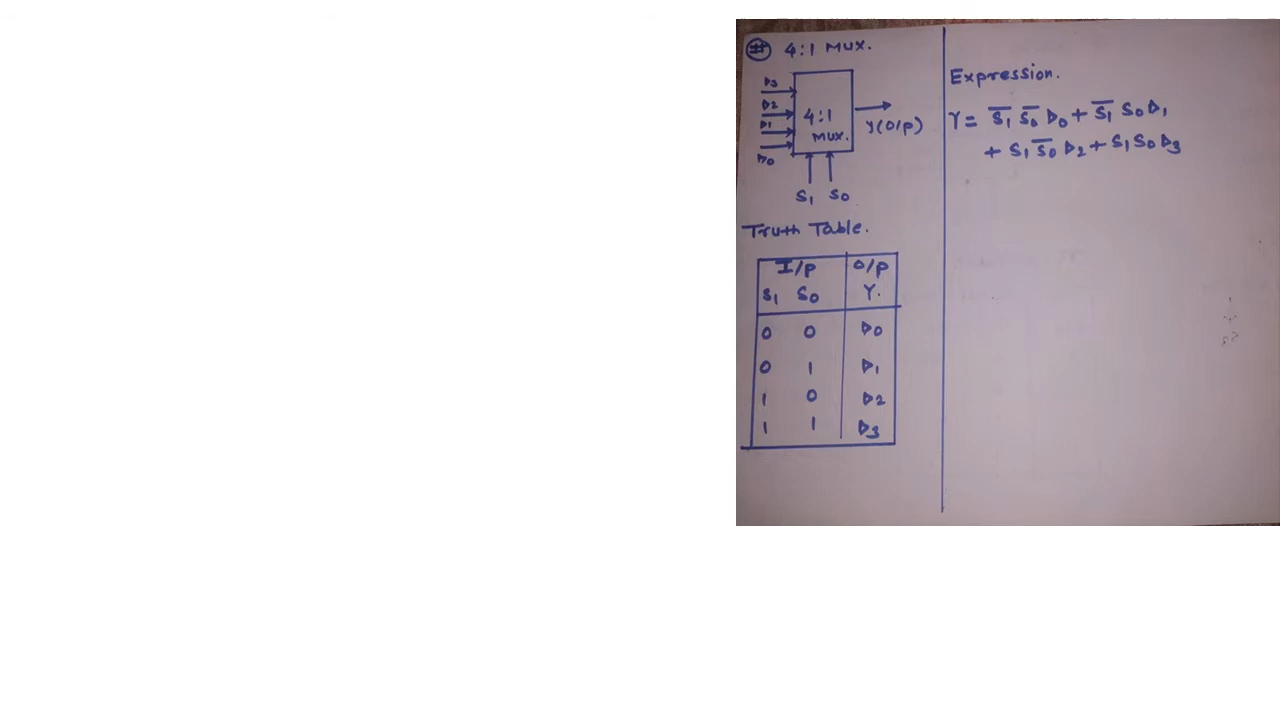 # 4:1 MUX.
D3
D2
D1
D0
4:1
MUX.
Y(O/p)
S1 S0
Truth Table.
I/p O/p
S1 S0 Y.
0 0 D0
0 1 D1
1 0 D2
1 1 D3
Expression.
Y = S̅1 S̅0 D0 + S̅1 S0 D1
+ S1 S̅0 D2 + S1 S0 D3